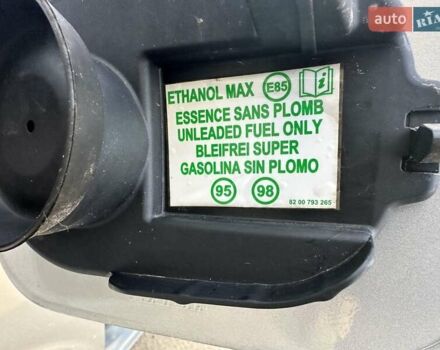 AUTO
RIA
ETHANOL MAX E85 i
ESSENCE SANS PLOMB
UNLEADED FUEL ONLY
BLEIFREI SUPER
GASOLINA SIN PLOMO
95 98
82 00 793 265